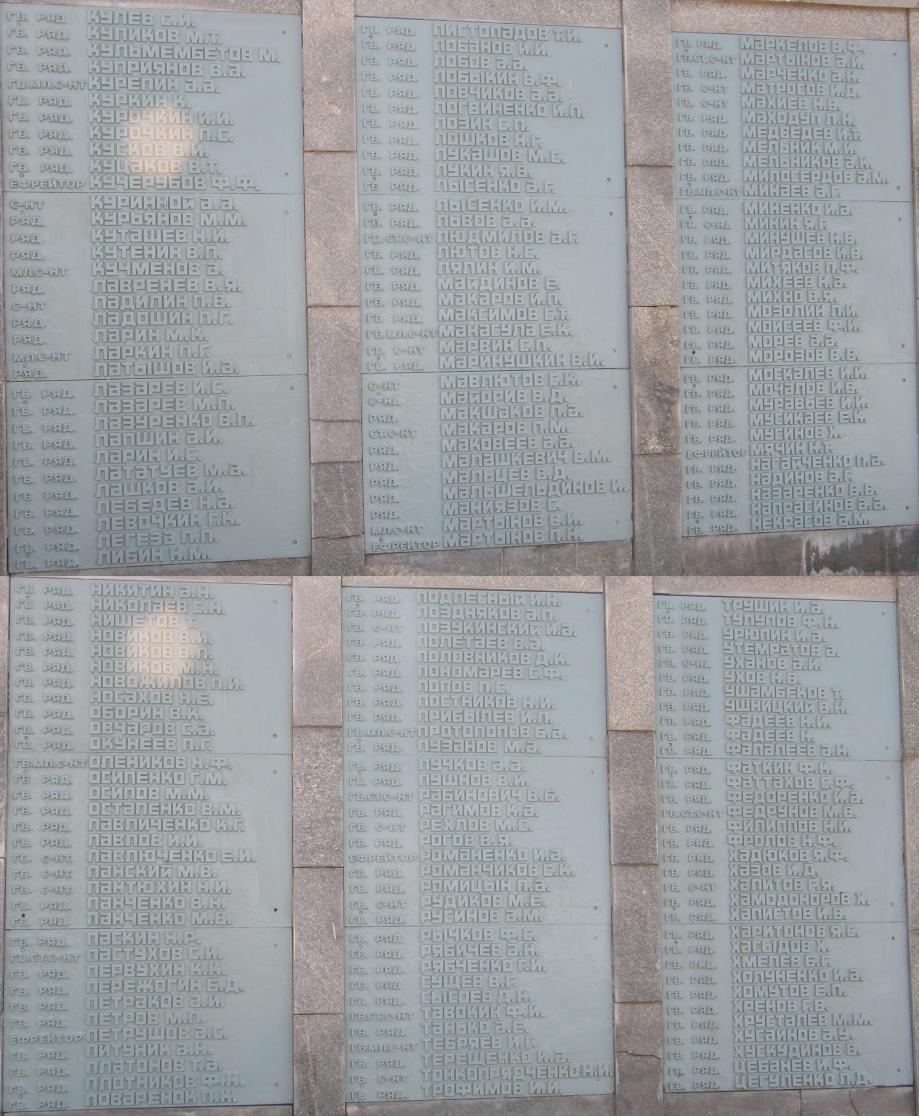 ГВ. РЯД. КУЛЕВ С.И.
ГВ. РЯД. КУЛИКОВ М.Т.
ГВ. РЯД. КУЛЬМЕМБЕТОВ М.
ГВ. РЯД. КУПРИЯНОВ В.А.
ГВ.МЛ.С-НТ КУРЕПИН А.А.
ГВ. РЯД. КУРКИН К.
ГВ. РЯД. И.И.
ГВ. РЯД. КУРОЧКИН П.С.
ГВ. РЯД. КУСКОВ В.И.
ГВ. РЯД. КУШАКОВ В.Т.
ЕФРЕЙТОР КУЧЕРУБОВ Ф.Ф.
С-НТ КУРИННОЙ А.А.
РЯД. КУРЬЯНОВ М.М.
РЯД. КУТАШЕВ Н.И.
РЯД. КУТЕНИН В.П.
МЛ.С-НТ КУЧМЕНОВ А.
РЯД. ЛАВРЕНЕВ В.Я.
С-НТ ЛАДИЛИН П.В.
РЯД. ЛАДОШИН П.Г.
РЯД. ЛАРИН М.К.
МЛ.С-НТ ЛАРКИН П.Г.
РЯД. ЛАТЫШОВ И.А.
ГВ. РЯД. ЛАЗАРЕВ И.С.
ГВ. РЯД. ЛАЗАРЕВ М.П.
ГВ. РЯД. ЛАЗУРЕНКО В.П.
ГВ. РЯД. ЛАПШИН А.И.
ГВ. РЯД. ЛАРИН И.С.
ГВ. РЯД. ЛАТАТУЕВ М.А.
ГВ. РЯД. ЛАШКОВ А.И.
ГВ. РЯД. ЛЕБЕДЕВ Н.А.
ГВ. РЯД. ЛЕВОЧКИН Г.Н.
ГВ. РЯД. ЛЕГЕЗА П.П.
ГВ. РЯД. ЛИБИН Н.М.
ГВ. РЯД. ЛИСТОПАДОВ Т.И.
ГВ. РЯД. ЛОБАНОВ И.И.
ГВ. РЯД. ЛОБОВ А.А.
ГВ. РЯД. ЛОБЫКИН В.Ф.
ГВ. РЯД. ЛОВЧИКОВ А.А.
ГВ. РЯД. ЛОГВИНЕНКО И.П.
ГВ. РЯД. ЛОЗИН С.П.
ГВ. РЯД. ЛОШКОВ Н.Г.
ГВ. РЯД. ЛУКАШОВ М.С.
ГВ. РЯД. ЛУКИН Я.В.
ГВ. РЯД. ЛЫСЕНКО А.Г.
ГВ. РЯД. ЛЫСЕНКО И.М.
ГВ. РЯД. ЛЬВОВ А.А.
ГВ.СТ.С-НТ ЛЮДМИЛОВ А.Г.
ГВ. РЯД. ЛЮТОВ Н.С.
ГВ. РЯД. ЛЯЛИН И.М.
ГВ. РЯД. МАЙДИНОВ Е.
ГВ. РЯД. МАКАРОВ И.П.
ГВ. РЯД. МАКСИМОВ С.Т.
ГВ.МЛ.С-НТ МАНАСУЛА С.К.
ГВ. С-НТ МАРВИН С.П.
ГВ. РЯД. МАРИНУШКИН В.И.
С-НТ МАВЛЮТОВ С.К.
С-НТ МАЙОРИВ В.Д.
РЯД. МАКШАКОВ П.А.
СТ.С-НТ МАКАРОВ П.М.
РЯД. МАКОВЕЕВ А.А.
РЯД. МАЛАШКЕВИЧ В.М.
РЯД. МАЛЬЦЕВ В.Д.
РЯД. МАЛЬШЕЛЬДИНОВ И.
РЯД. МАНИЯЗОВ С.
МЛ.С-НТ МАРТЫНОВ В.И.
ЕФРЕЙТОР МАРТЫНОВ П.Н.
ГВ. РЯД. МАРКЕЛОВ В.Ф.
ГВ.СТ.С-НТ МАРТЫНОВ А.И.
ГВ. РЯД. МАРЧЕНКО А.Н.
ГВ. С-НТ МАТРОСОВ И.Д.
ГВ. С-НТ МАХИЕВ Н.В.
ГВ. РЯД. МАХОДУЛ П.Н.
ГВ. РЯД. МЕДВЕДЕВ И.Т.
ГВ. РЯД. МЕЛЬНИК М.И.
ГВ. РЯД. МЕЛЬНИКОВ А.К.
ГВ. РЯД. МИЛОСЕРДОВ А.М.
ГВ.МЛ.С-НТ МИКАЕВ А.Г.
ГВ. РЯД. МИНЕНКО И.А.
ГВ. С-НТ МИНИН Я.Г.
ГВ. РЯД. МИНУШЕВ Н.В.
ГВ. РЯД. МИРДАСОВ И.В.
ГВ. РЯД. МИТЯКОВ П.Ф.
ГВ. РЯД. МИХЕЕВ Н.А.
ГВ. РЯД. МИХНО В.Я.
ГВ. РЯД. МОЗОЛИН П.И.
ГВ. РЯД. МОИСЕЕВ Ф.И.
ГВ. РЯД. МОРЕВ А.А.
ГВ. РЯД. МОРОЗОВ В.В.
ГВ. РЯД. МОСКАЛЕВ И.И.
ГВ. РЯД. МОЧАЛОВ И.В.
ГВ. РЯД. МУРАВЬЕВ И.И.
ГВ. РЯД. МУСИКАЕВ Б.К.
ГВ. РЯД. МУСИНОВ Х.
ЕФРЕЙТОР МЯЧИН К.Т.
ГВ. РЯД. НАГАЙЧЕНКО П.А.
ГВ. РЯД. НАДИНОВ А.Г.
ГВ. РЯД. НАЗАРЕНКО В.Б.
ГВ. РЯД. НАПРАСНОВ А.А.
ГВ. РЯД. НЕКРАСОВ А.М.
ГВ. РЯД. НИКИТИН А.Н.
ГВ. РЯД. НИКОЛАЕВ С.Н.
ГВ. РЯД.
ГВ. РЯД. НОВИКОВ В.И.
ГВ. РЯД. НОВИКОВ
ГВ. РЯД. НОВИКОВ М.Н.
ГВ. РЯД. НОВОЖИЛОВ П.И.
ГВ. РЯД. НОСАХОВ Н.Е.
ГВ. РЯД. ОБОРИН В.Н.
ГВ. РЯД. ОВЧАРОВ С.А.
ГВ. РЯД. ОКУНЕЕВ П.Г.
ГВ.МЛ.С-НТ ОЛЕНИКОВ Н.Ф.
ГВ. РЯД. ОСИПЕНКО Г.М.
ГВ. РЯД. ОСИПОВ М.М.
ГВ. РЯД. ОСТАПЕНКО В.М.
ГВ. РЯД. ПАВЛИЧЕНКО К.Г.
ГВ. РЯД. ПАВЛОВ И.И.
ГВ. С-НТ ПАВЛЮЧЕНКО Е.И.
ГВ. С-НТ ПАНСКИЙ М.В.
ГВ. С-НТ ПАНТЮХИН Н.И.
ГВ. РЯД. ПАНЧЕНКО В.Н.
ГВ. РЯД. ПАНЧЕНКО М.В.
ГВ. РЯД. ПАСКИН Н.Р.
ГВ.СТ.С-НТ ПАСТУХОВ С.И.
ГВ. РЯД. ПЕРВУХИН К.К.
ГВ. РЯД. ПЕРЕЖОГИН Б.Д.
ГВ. РЯД. ПЕТРАКОВ А.И.
ГВ. РЯД. ПЕТРОВ М.П.
ЕФРЕЙТОР ПЕТРУШОВ А.С.
ГВ. РЯД. ПИТУНИК А.Н.
ГВ. РЯД. ПЛАТОНОВ Т.А.
ГВ. РЯД. ПЛОТНИКОВ Ф.Н.
ГВ. РЯД. ПОВАРЕНОК П.Н.
ГВ. РЯД. ПОДЛЕСНОЙ И.Н.
ГВ. РЯД. ПОЗДНЯКОВ А.П.
ГВ. С-НТ ПОЗДКИНСКИЙ И.А.
ГВ. РЯД. ПОЛЕТАЕВ В.А.
ГВ. РЯД. ПОЛОВНИКОВ Д.К.
ГВ. РЯД. ПОНОМАРЕВ С.Ф.
ГВ. РЯД. ПОПОВ П.С.
ГВ. РЯД. ПОСТНИКОВ Н.И.
ГВ. РЯД. ПРИБЫЛЕВ И.П.
ГВ.МЛ.С-НТ ПРОТОПОПОВ Б.А.
ГВ. РЯД. ПУЗАНОВ М.А.
ГВ. РЯД. ПУЧКОВ А.А.
ГВ. РЯД. ПУШКОВ В.И.
ГВ.СТ.С-НТ РАБИНОВИЧ В.Б.
ГВ. РЯД. РАГИМОВ К.А.
ГВ. С-НТ РЕХЛОВ М.С.
ГВ. РЯД. РОГОВ В.Я.
ЕФРЕЙТОР РОМАНЕНКО И.А.
ГВ. РЯД. РОМАНЧИКОВ С.К.
ГВ. РЯД. РОМИЦЫН Г.А.
ГВ. С-НТ РУДИКОВ М.Е.
ГВ. РЯД. РУСИНОВ А.М.
ГВ. РЯД. РЫЧКОВ Ф.С.
ГВ. РЯД. РЯБИЧЕВ А.Н.
ГВ. РЯД. РЯБЧЕНКО Г.И.
ГВ. РЯД. СУЩЕВ В.Г.
ГВ. РЯД. СЫСОЕВ Д.Н.
ГВ.СТ.С-НТ ТАВОКИН Ф.И.
ГВ. РЯД. ТАНЬКО А.Е.
ГВ.МЛ.С-НТ ТЕБЯЕВ И.Г.
ГВ. РЯД. ТЕРЕЩЕНКО И.А.
ГВ. С-НТ ТОНКОПРЯДЧЕНКО Н.И.
ГВ. РЯД. ТРОФИМОВ И.И.
ГВ. РЯД. ТРУШИН И.А.
ГВ. РЯД. ТУЛУПОВ Ф.Н.
ГВ. РЯД. УРЮПИН И.А.
ГВ. РЯД. УТЕМРАТОВ А.
ГВ. С-НТ УХАНОВ А.И.
ГВ. РЯД. УХОВ Н.В.
ГВ. РЯД. УШАМБЕКОВ Т.
ГВ. РЯД. УШНИЦКИЙ В.Н.
ГВ. РЯД. ФАДЕЕВ Н.И.
ГВ. РЯД. ФАДЕЕВ Н.
ГВ. РЯД. ФАЛАЛЕЕВ А.Н.
ГВ. РЯД. ФАТКИН Ф.К.
ГВ. РЯД. ФАТТАХОВ С.Ф.
ГВ. РЯД. ФЕДОРЕНКО И.А.
ГВ.СТ.С-НТ ФЕДРУНОВ М.В.
ГВ. РЯД. ФИЛИППОВ Н.И.
ГВ. РЯД. ФРОЛОВ Н.Ф.
ГВ. РЯД. ХАДЮКОВ Я.Ф.
ГВ. РЯД. ХАЗОВ И.Д.
ГВ. С-НТ ХАЛИТОВ Г.Я.
ГВ. РЯД. ХАМОДОНОРОВ Х.
ГВ. РЯД. ХАЛИСТОВ И.В.
ГВ. РЯД. ХАРИТОНОВ Я.С.
ГВ. РЯД. ХАСЫДОВ Х.
ГВ. РЯД. ХМЕЛЕВ Б.Г.
ГВ. РЯД. ХОЛУНЕНКО И.А.
ГВ. РЯД. ХОМУТОВ Б.П.
ГВ. РЯД. ХРЕНОВ Г.В.
ГВ. РЯД. ХРУСТАЛЕВ М.М.
ГВ. РЯД. ХУСАИНОВ А.З.
ГВ. РЯД. ХУСКУДИНОВ В.
ГВ. РЯД. ЦЕБАНЕВ И.Ф.
ГВ. РЯД. ЦЕГУЛЕНКО П.Д.